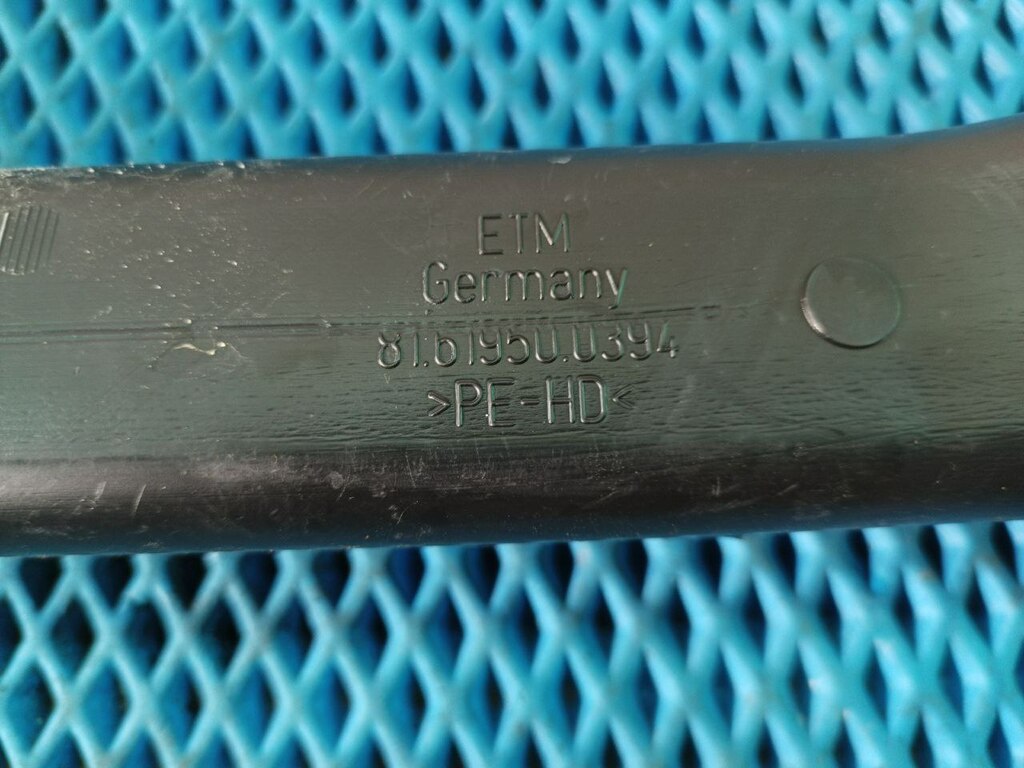 ETM
Germany
81.61950.0394
>PE-HD<